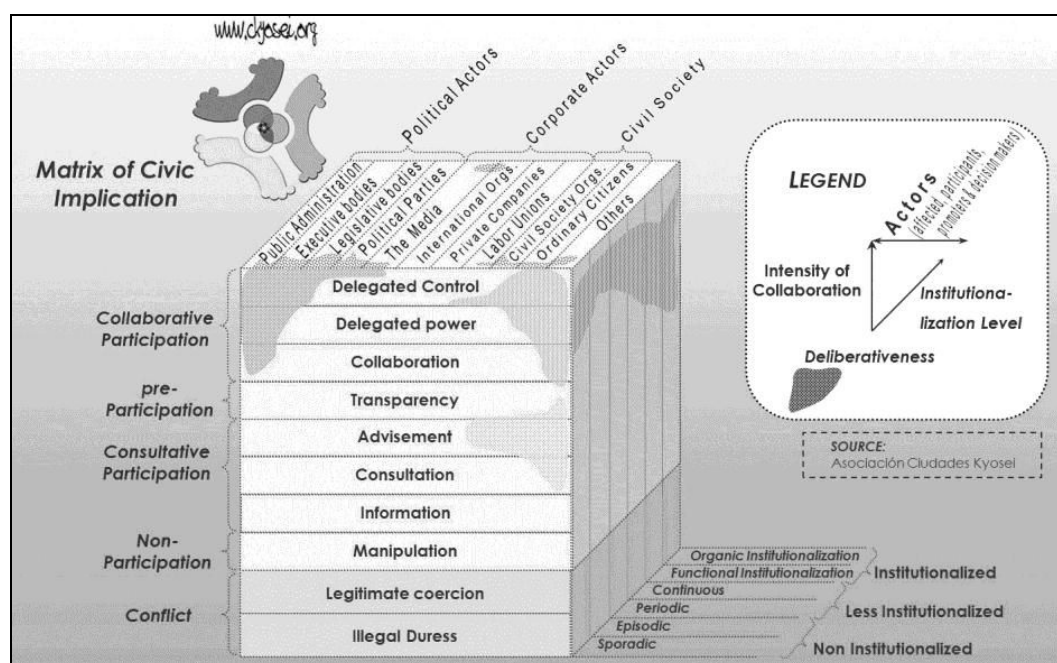 www.ckyosei.org
Matrix of Civic
Implication
Political Actors
Corporate Actors
Civil Society
Public Administration
Executive bodies
Legislative bodies
Political Parties
The Media
International Orgs.
Private Companies
Labor Unions
Civil Society Orgs.
Ordinary Citizens
Others
Collaborative
Participation
pre-
Participation
Consultative
Participation
Non-
Participation
Conflict
Delegated Control
Delegated power
Collaboration
Transparency
Advisement
Consultation
Information
Manipulation
Legitimate coercion
Illegal Duress
Organic Institutionalization
Functional Institutionalization
Continuous
Periodic
Episodic
Sporadic
Institutionalized
Less Institutionalized
Non Institutionalized
LEGEND
Actors
(affected, participants,
promoters & decision makers)
Intensity of
Collaboration
Institutiona-
lization Level
Deliberativeness
SOURCE:
Asociación Ciudades Kyosei